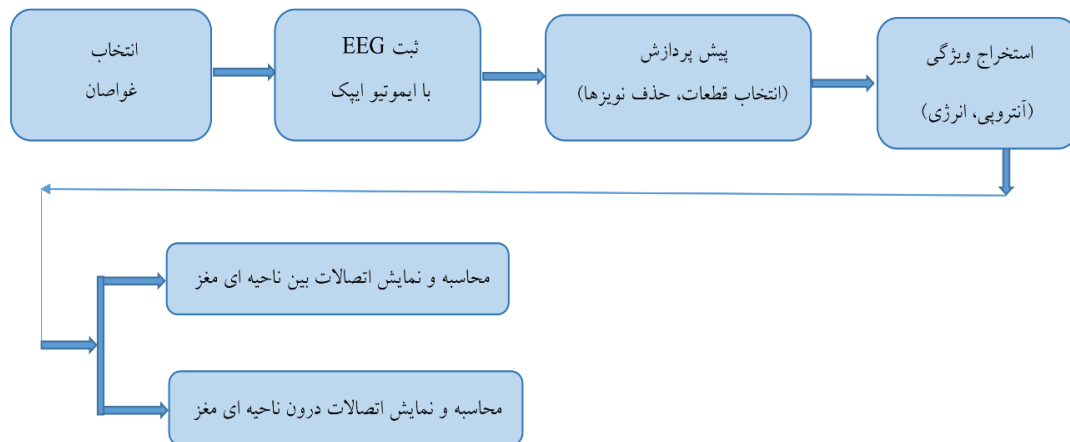 انتخاب
غواصان
ثبت EEG
با ایموتیو ایپک
پیش پردازش
(انتخاب قطعات، حذف نویزها)
استخراج ویژگی
(آنتروپی، انرژی)
محاسبه و نمایش اتصالات بین ناحیه ای مغز
محاسبه و نمایش اتصالات درون ناحیه ای مغز